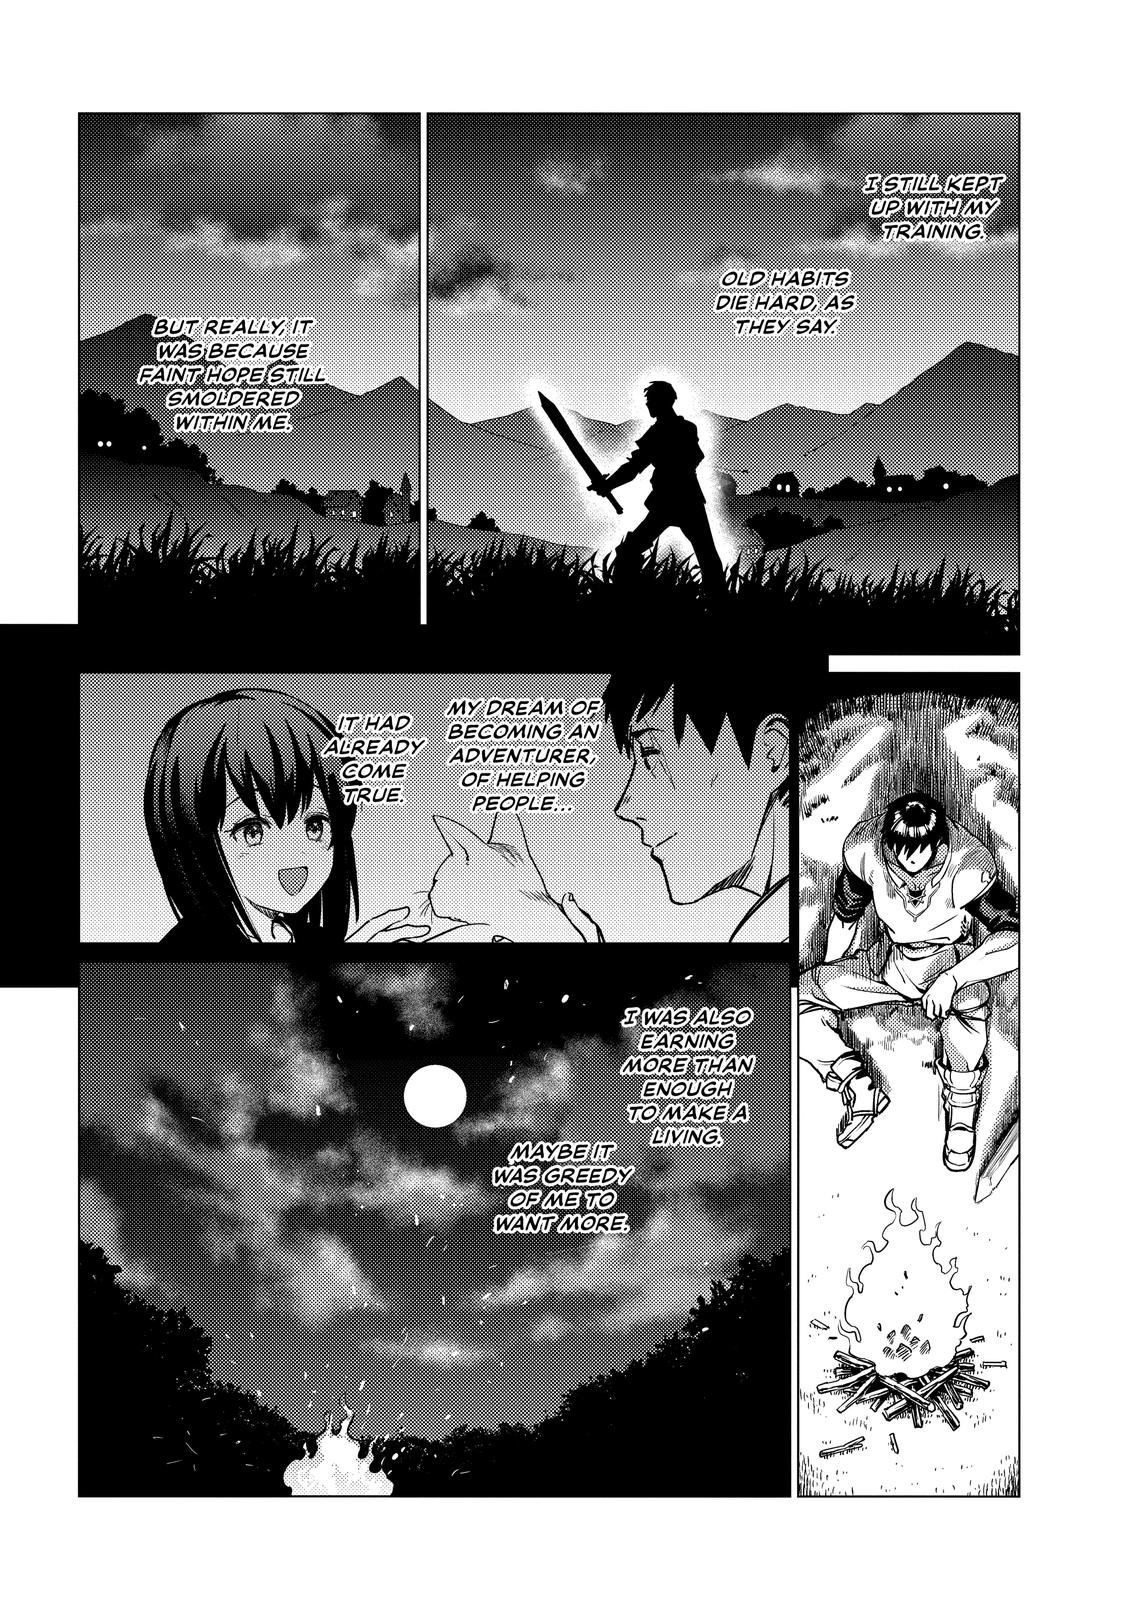 I STILL KEPT
UP WITH MY
TRAINING.
OLD HABITS
DIE HARD, AS
THEY SAY.
BUT REALLY, IT
WAS BECAUSE
FAINT HOPE STILL
SMOLDERED
WITHIN ME.
MY DREAM OF
BECOMING AN
ADVENTURER,
OF HELPING
PEOPLE...
IT HAD
ALREADY
COME
TRUE.
I WAS ALSO
EARNING
MORE THAN
ENOUGH
TO MAKE A
LIVING.
MAYBE IT
WAS GREEDY
OF ME TO
WANT MORE.